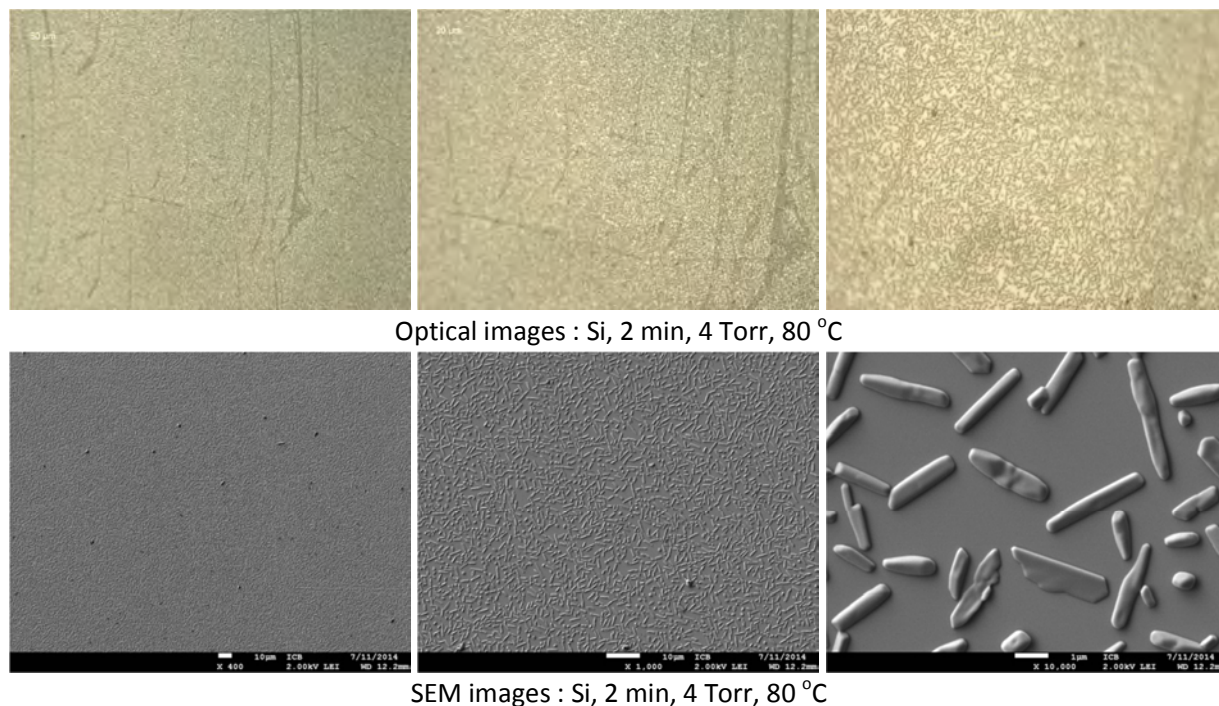 20 µm
Optical images : Si, 2 min, 4 Torr, 80 °C
10µm ICB 7/11/2014
X 400 2.00kV LEI WD 12.2mm
10µm ICB 7/11/2014
X 1,000 2.00kV LEI WD 12.2mm
1µm ICB 7/11/2014
X 10,000 2.00kV LEI WD 12.2mm
SEM images : Si, 2 min, 4 Torr, 80 °C